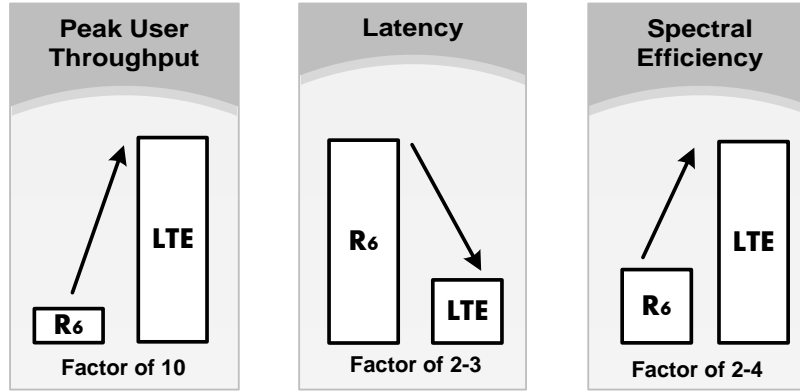 Peak User
Throughput
LTE
R6
Factor of 10
Latency
R6
LTE
Factor of 2-3
Spectral
Efficiency
LTE
R6
Factor of 2-4